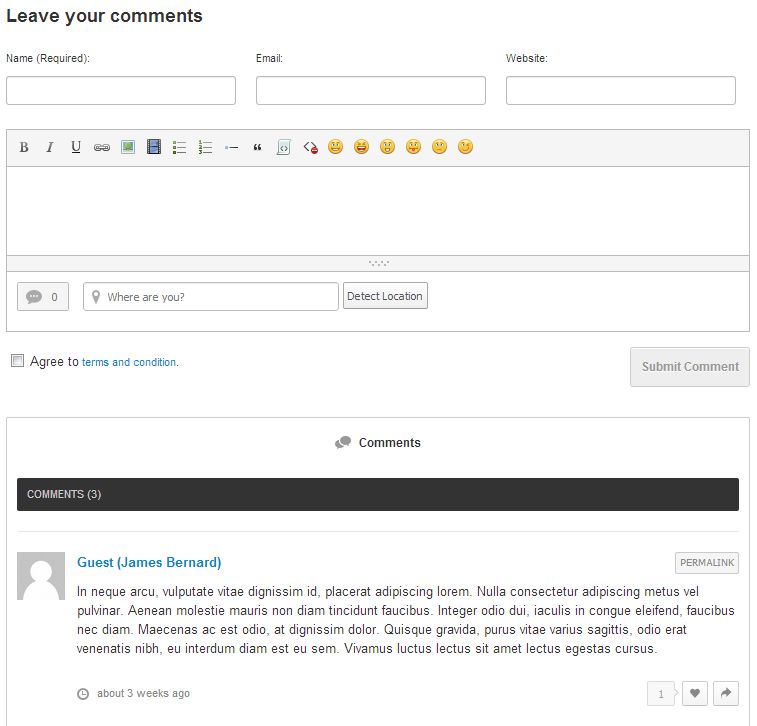 Leave your comments
Name (Required): Email: Website:
B I U
0 Where are you? Detect Location
Agree to terms and condition. Submit Comment
Comments
COMMENTS (3)
Guest (James Bernard) PERMALINK
In neque arcu, vulputate vitae dignissim id, placerat adipiscing lorem. Nulla consectetur adipiscing metus vel
pulvinar. Aenean molestie mauris non diam tincidunt faucibus. Integer odio dui, iaculis in congue eleifend, faucibus
nec diam. Maecenas ac est odio, at dignissim dolor. Quisque gravida, purus vitae varius sagittis, odio erat
venenatis nibh, eu interdum diam est eu sem. Vivamus luctus lectus sit amet lectus egestas cursus.
about 3 weeks ago 1